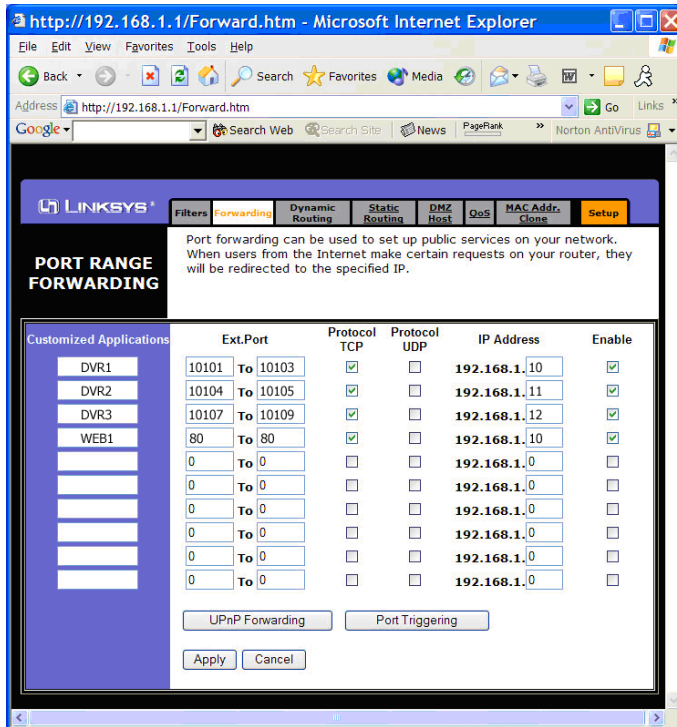 http://192.168.1.1/Forward.htm - Microsoft Internet Explorer
File Edit View Favorites Tools Help
Back Search Favorites Media
Address http://192.168.1.1/Forward.htm Go Links »
Google Search Web Search Site News PageRank » Norton AntiVirus
LINKSYS®
Filters Forwarding Dynamic Routing Static Routing DMZ Host QoS MAC Addr. Clone Setup
PORT RANGE FORWARDING
Port forwarding can be used to set up public services on your network.
When users from the Internet make certain requests on your router, they
will be redirected to the specified IP.
Customized Applications Ext.Port Protocol TCP Protocol UDP IP Address Enable
DVR1 10101 To 10103 192.168.1. 10
DVR2 10104 To 10105 192.168.1. 11
DVR3 10107 To 10109 192.168.1. 12
WEB1 80 To 80 192.168.1. 10
0 To 0 192.168.1. 0
0 To 0 192.168.1. 0
0 To 0 192.168.1. 0
0 To 0 192.168.1. 0
0 To 0 192.168.1. 0
0 To 0 192.168.1. 0
UPnP Forwarding Port Triggering
Apply Cancel